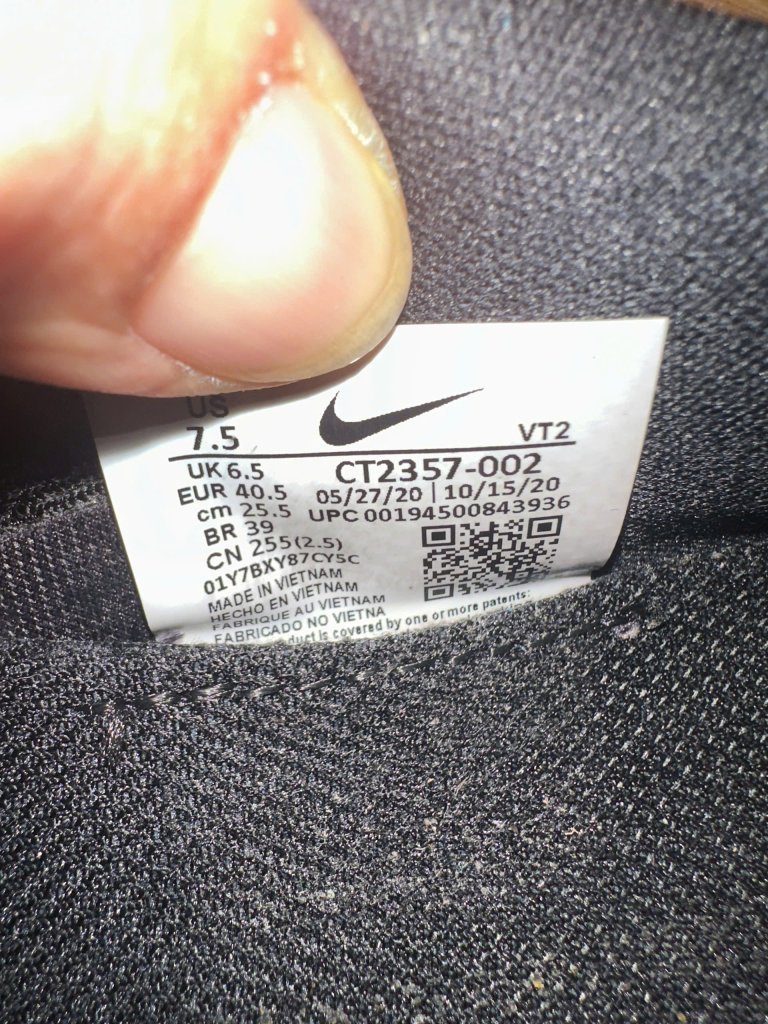 US
7.5
VT2
UK 6.5
CT2357-002
EUR 40.5
05/27/20 | 10/15/20
cm 25.5
UPC 00194500843936
BR 39
CN 255(2.5)
01Y7BXY87CY5C
MADE IN VIETNAM
HECHO EN VIETNAM
FABRIQUE AU VIETNAM
FABRICADO NO VIETNA
duct is covered by one or more patents: